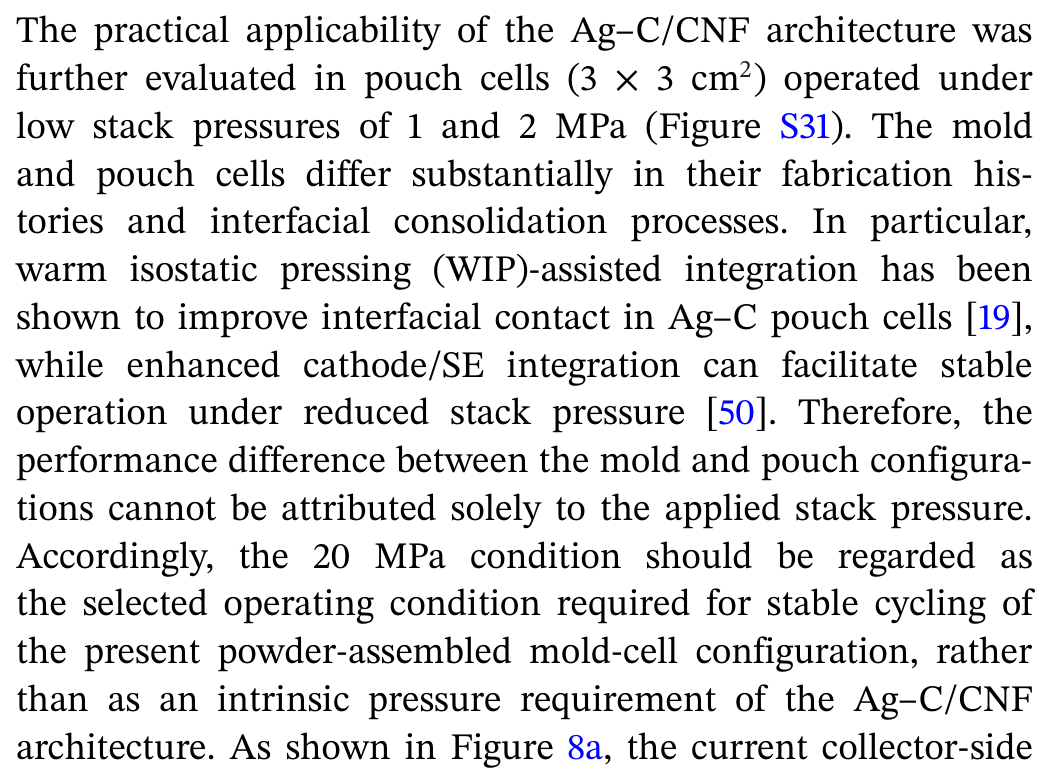 The practical applicability of the Ag–C/CNF architecture was
further evaluated in pouch cells (3 × 3 cm²) operated under
low stack pressures of 1 and 2 MPa (Figure S31). The mold
and pouch cells differ substantially in their fabrication his-
tories and interfacial consolidation processes. In particular,
warm isostatic pressing (WIP)-assisted integration has been
shown to improve interfacial contact in Ag–C pouch cells [19],
while enhanced cathode/SE integration can facilitate stable
operation under reduced stack pressure [50]. Therefore, the
performance difference between the mold and pouch configura-
tions cannot be attributed solely to the applied stack pressure.
Accordingly, the 20 MPa condition should be regarded as
the selected operating condition required for stable cycling of
the present powder-assembled mold-cell configuration, rather
than as an intrinsic pressure requirement of the Ag–C/CNF
architecture. As shown in Figure 8a, the current collector-side